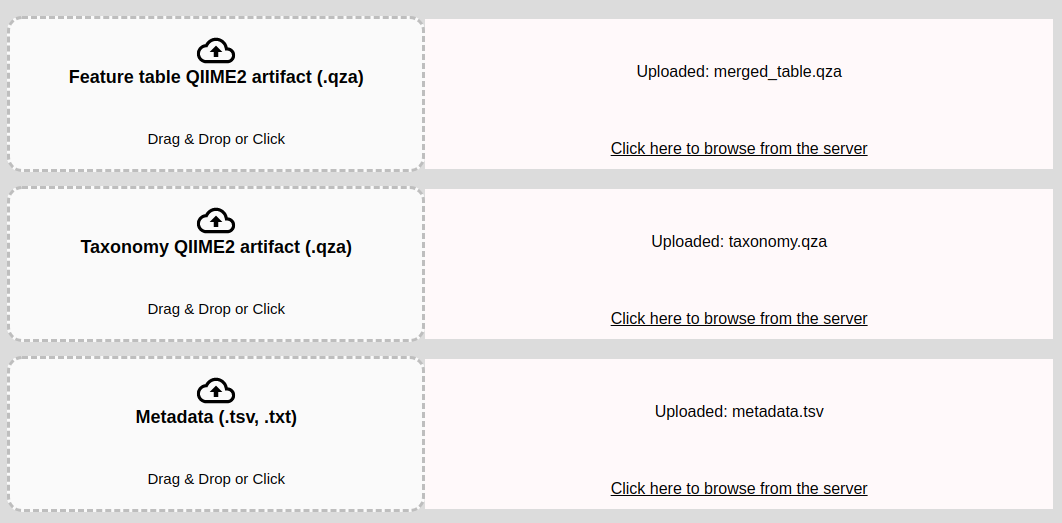 Feature table QIIME2 artifact (.qza)
Drag & Drop or Click
Uploaded: merged_table.qza
Click here to browse from the server
Taxonomy QIIME2 artifact (.qza)
Drag & Drop or Click
Uploaded: taxonomy.qza
Click here to browse from the server
Metadata (.tsv, .txt)
Drag & Drop or Click
Uploaded: metadata.tsv
Click here to browse from the server